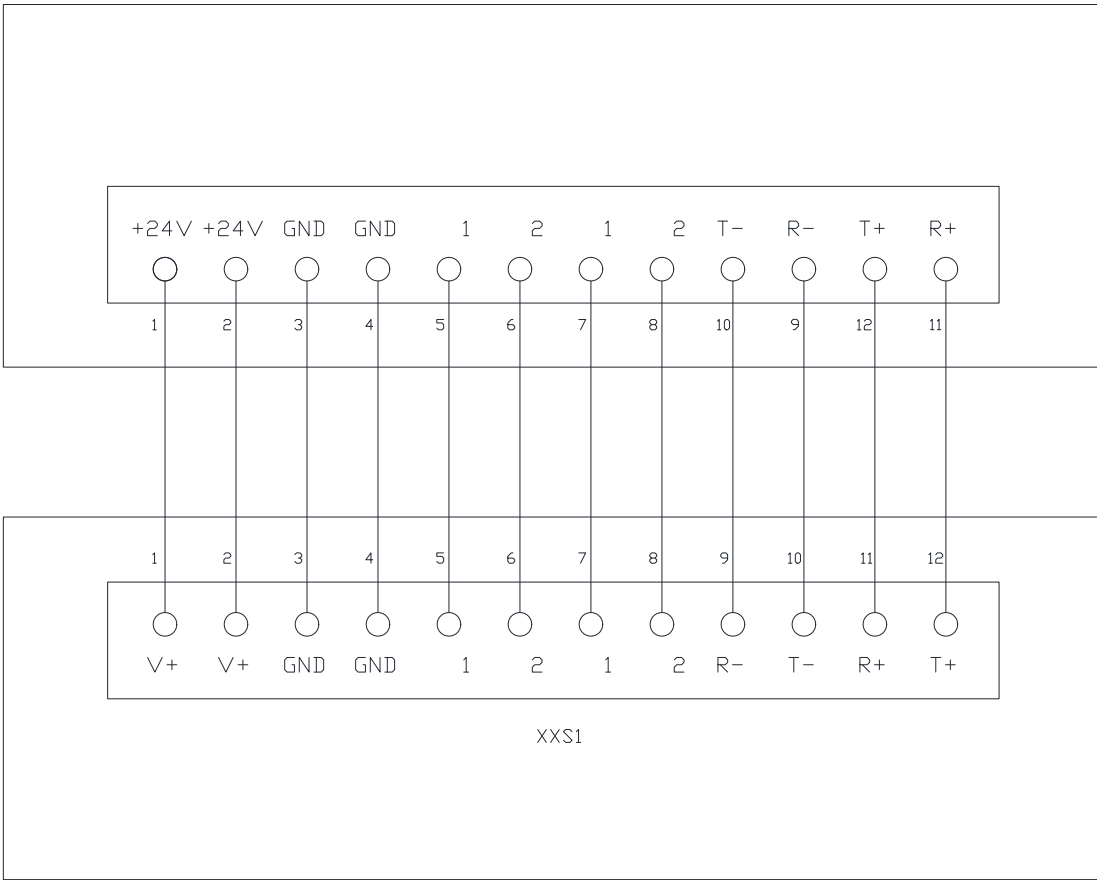 +24V +24V GND GND 1 2 1 2 T- R- T+ R+
1 2 3 4 5 6 7 8 10 9 12 11
1 2 3 4 5 6 7 8 9 10 11 12
V+ V+ GND GND 1 2 1 2 R- T- R+ T+
XXS1